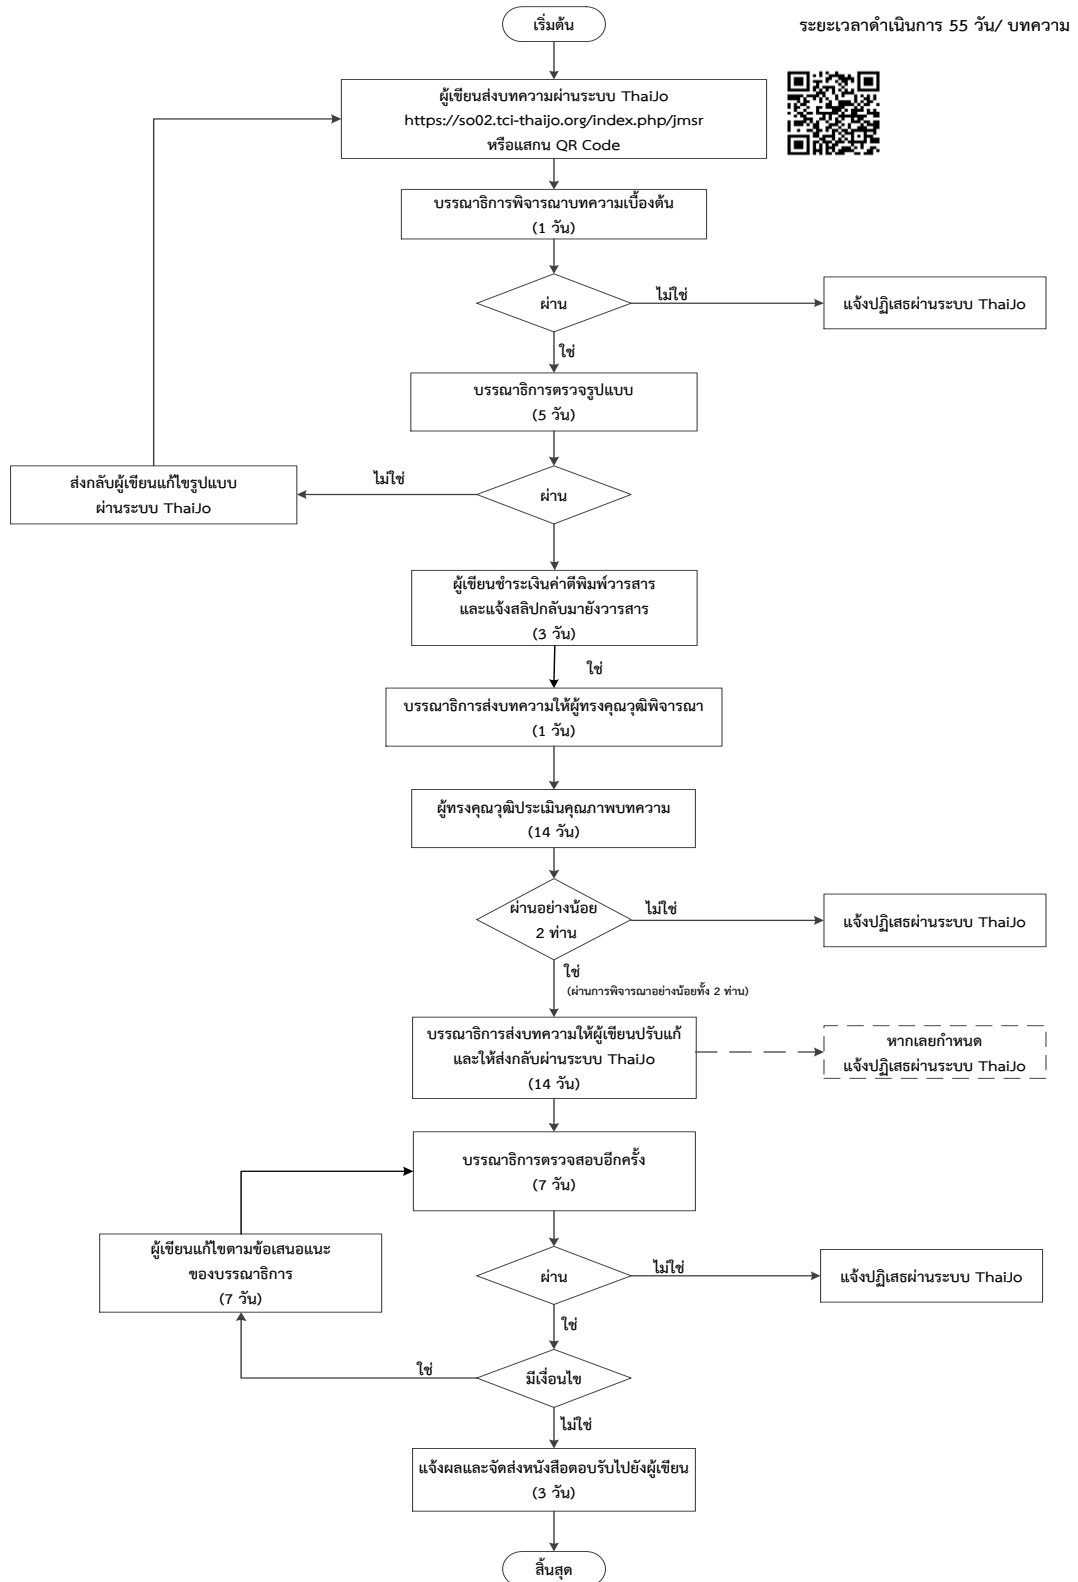 เริ่มต้น
ระยะเวลาดำเนินการ 55 วัน/ บทความ
ผู้เขียนส่งบทความผ่านระบบ ThaiJo
https://so02.tci-thaijo.org/index.php/jmsr
หรือแสกน QR Code
บรรณาธิการพิจารณาบทความเบื้องต้น
(1 วัน)
ผ่าน
ไม่ใช่
แจ้งปฏิเสธผ่านระบบ ThaiJo
ใช่
บรรณาธิการตรวจรูปแบบ
(5 วัน)
ผ่าน
ไม่ใช่
ส่งกลับผู้เขียนแก้ไขรูปแบบ
ผ่านระบบ ThaiJo
ผู้เขียนชำระเงินค่าตีพิมพ์วารสาร
และแจ้งสลิปกลับมายังวารสาร
(3 วัน)
ใช่
บรรณาธิการส่งบทความให้ผู้ทรงคุณวุฒิพิจารณา
(1 วัน)
ผู้ทรงคุณวุฒิประเมินคุณภาพบทความ
(14 วัน)
ผ่านอย่างน้อย
2 ท่าน
ไม่ใช่
แจ้งปฏิเสธผ่านระบบ ThaiJo
ใช่
(ผ่านการพิจารณาอย่างน้อยทั้ง 2 ท่าน)
บรรณาธิการส่งบทความให้ผู้เขียนปรับแก้
และให้ส่งกลับผ่านระบบ ThaiJo
(14 วัน)
หากเลยกำหนด
แจ้งปฏิเสธผ่านระบบ ThaiJo
บรรณาธิการตรวจสอบอีกครั้ง
(7 วัน)
ผู้เขียนแก้ไขตามข้อเสนอแนะ
ของบรรณาธิการ
(7 วัน)
ผ่าน
ไม่ใช่
แจ้งปฏิเสธผ่านระบบ ThaiJo
ใช่
มีเงื่อนไข
ใช่
ไม่ใช่
แจ้งผลและจัดส่งหนังสือตอบรับไปยังผู้เขียน
(3 วัน)
สิ้นสุด